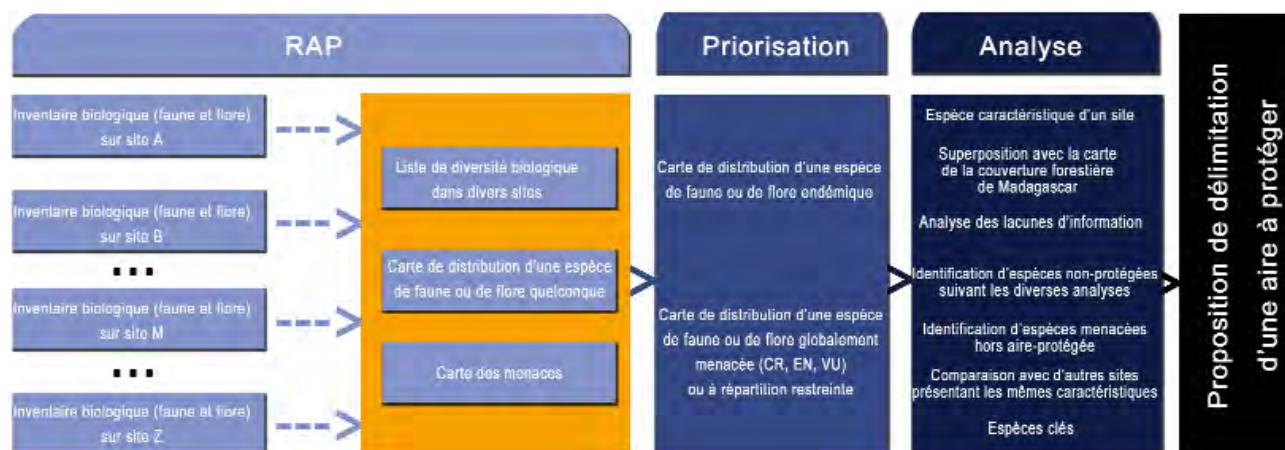 RAP
Inventaire biologique (faune et flore)
sur site A
Inventaire biologique (faune et flore)
sur site B
...
Inventaire biologique (faune et flore)
sur site M
...
Inventaire biologique (faune et flore)
sur site Z
Liste de diversité biologique
dans divers sites
Carte de distribution d'une espèce
de faune ou de flore quelconque
Carte des menaces
Priorisation
Carte de distribution d'une espèce
de faune ou de flore endémique
Carte de distribution d'une espèce
de faune ou de flore globalement
menacée (CR, EN, VU)
ou à répartition restreinte
Analyse
Espèce caractéristique d'un site
Superposition avec la carte
de la couverture forestière
de Madagascar
Analyse des lacunes d'information
Identification d'espèces non-protégées
suivant les diverses analyses
Identification d'espèces menacées
hors aire-protégée
Comparaison avec d'autres sites
présentant les mêmes caractéristiques
Espèces clés
Proposition de délimitation
d'une aire à protéger